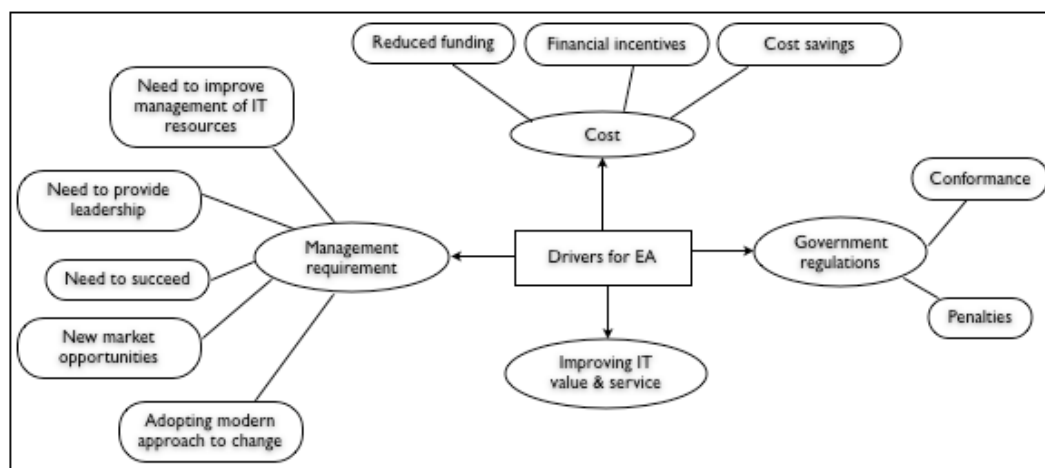 Reduced funding
Financial incentives
Cost savings
Need to improve
management of IT
resources
Cost
Need to provide
leadership
Conformance
Management
requirement
Drivers for EA
Government
regulations
Need to succeed
New market
opportunities
Penalties
Improving IT
value & service
Adopting modern
approach to change